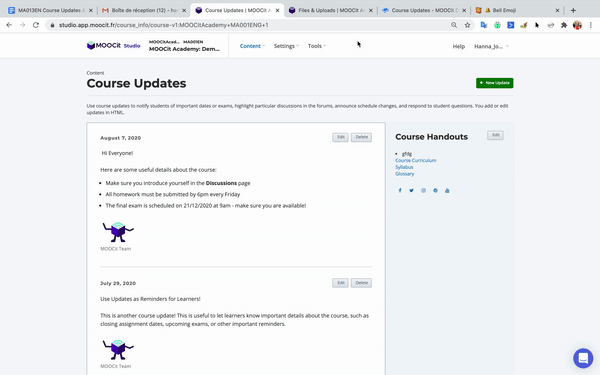 MA013EN Course Updates
Boîte de réception (12)
Course Updates | MOOCit A
Files & Uploads | MOOCit A
Course Updates - MOOCit
Bell Emoji
studio.app.moocit.fr/course_info/course-v1:MOOCitAcademy+MA001ENG+1
MOOCit Studio
MOOCitAcad... MA001EN
MOOCit Academy: Dem...
Content
Settings
Tools
Help
Hanna_Jo...
Content
Course Updates
+ New Update
Use course updates to notify students of important dates or exams, highlight particular discussions in the forums, announce schedule changes, and respond to student questions. You add or edit
updates in HTML.
August 7, 2020
Edit
Delete
Hi Everyone!
Here are some useful details about the course:
• Make sure you introduce yourself in the Discussions page
• All homework must be submitted by 6pm every Friday
• The final exam is scheduled on 21/12/2020 at 9am - make sure you are available!
MOOCit Team
July 29, 2020
Edit
Delete
Use Updates as Reminders for Learners!
This is another course update! This is useful to let learners know important details about the course, such as
closing assignment dates, upcoming exams, or other important reminders.
MOOCit Team
Course Handouts
Edit
• gfdg
Course Curriculum
Syllabus
Glossary